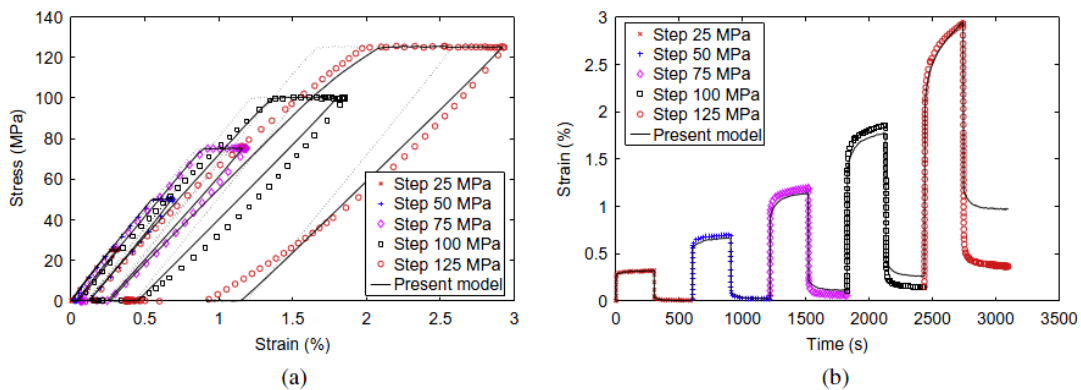 140
120
100
80
60
40
20
0
Stress (MPa)
0
0.5
1
1.5
2
2.5
3
Strain (%)
Step 25 MPa
Step 50 MPa
Step 75 MPa
Step 100 MPa
Step 125 MPa
Present model
(a)
3
2.5
2
1.5
1
0.5
0
Strain (%)
0
500
1000
1500
2000
2500
3000
3500
Time (s)
Step 25 MPa
Step 50 MPa
Step 75 MPa
Step 100 MPa
Step 125 MPa
Present model
(b)